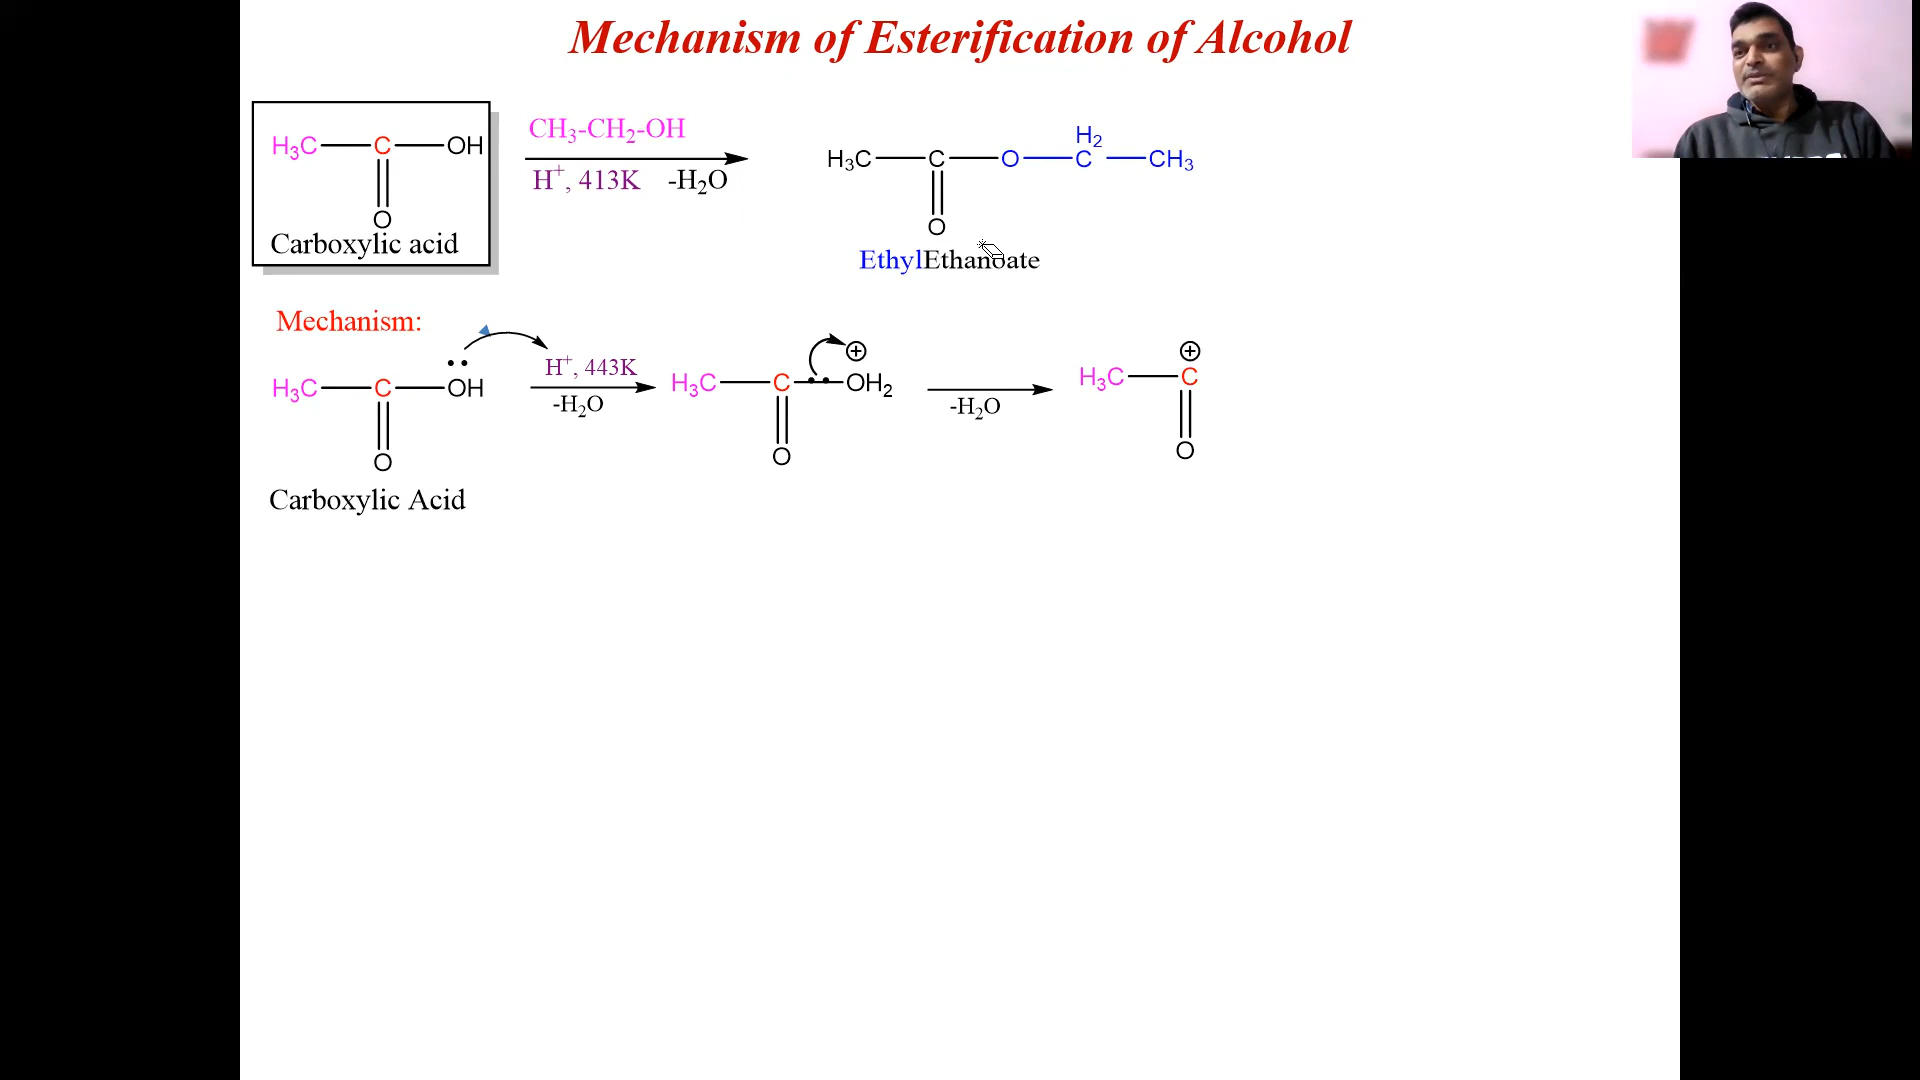 Mechanism of Esterification of Alcohol
H3C C OH
O
Carboxylic acid
CH3-CH2-OH
H+, 413K -H2O
H2
H3C C O C CH3
O
EthylEthanoate
Mechanism:
H3C C OH
O
Carboxylic Acid
H+, 443K
-H2O
⊕
H3C C OH2
O
-H2O
⊕
H3C C
O